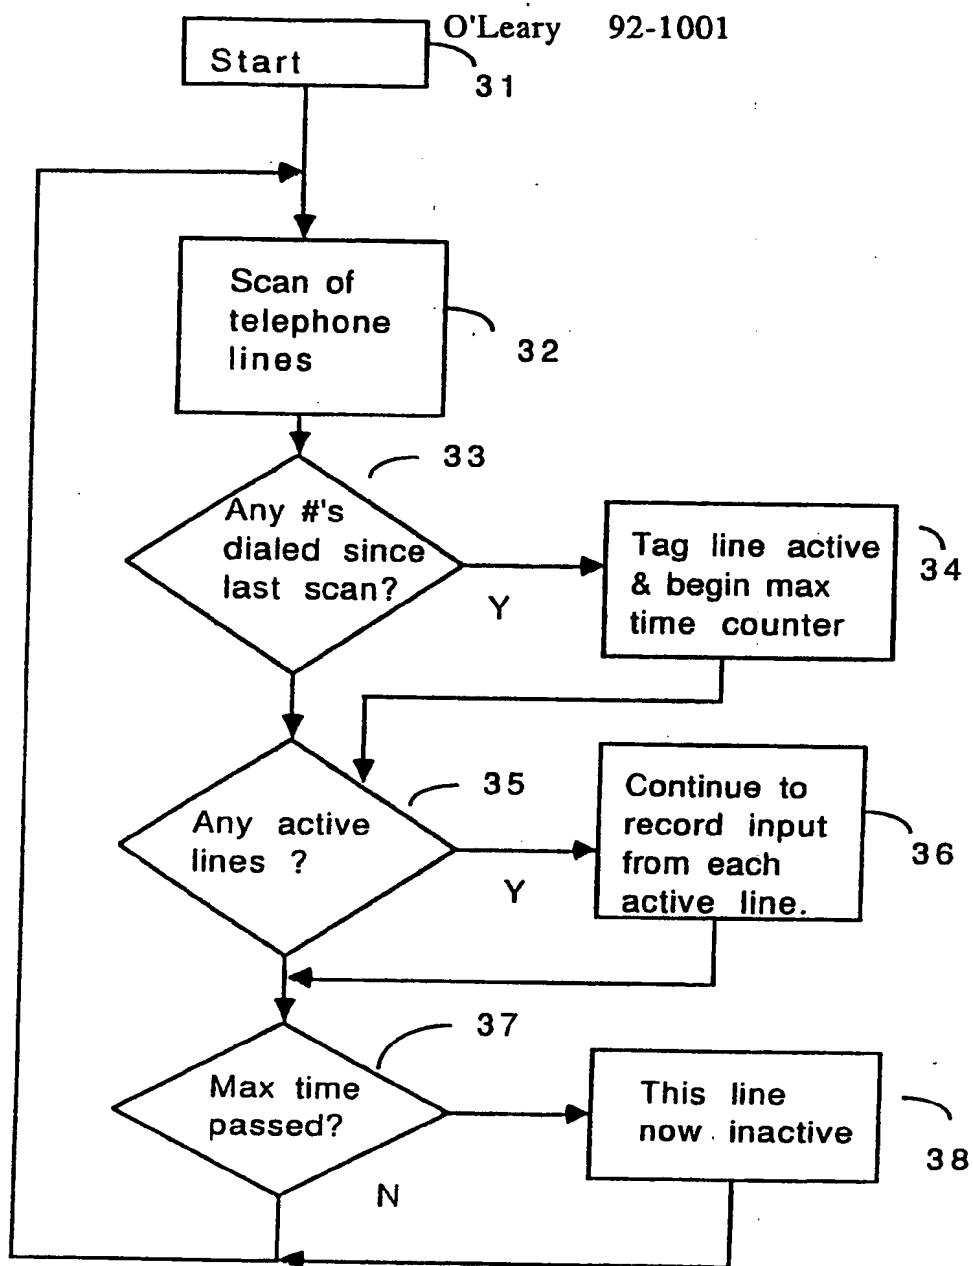 O'Leary 92-1001
Start
31
Scan of
telephone
lines
32
33
Any #'s
dialed since
last scan?
Y
Tag line active
& begin max
time counter
34
35
Any active
lines ?
Y
Continue to
record input
from each
active line.
36
37
Max time
passed?
N
This line
now inactive
38